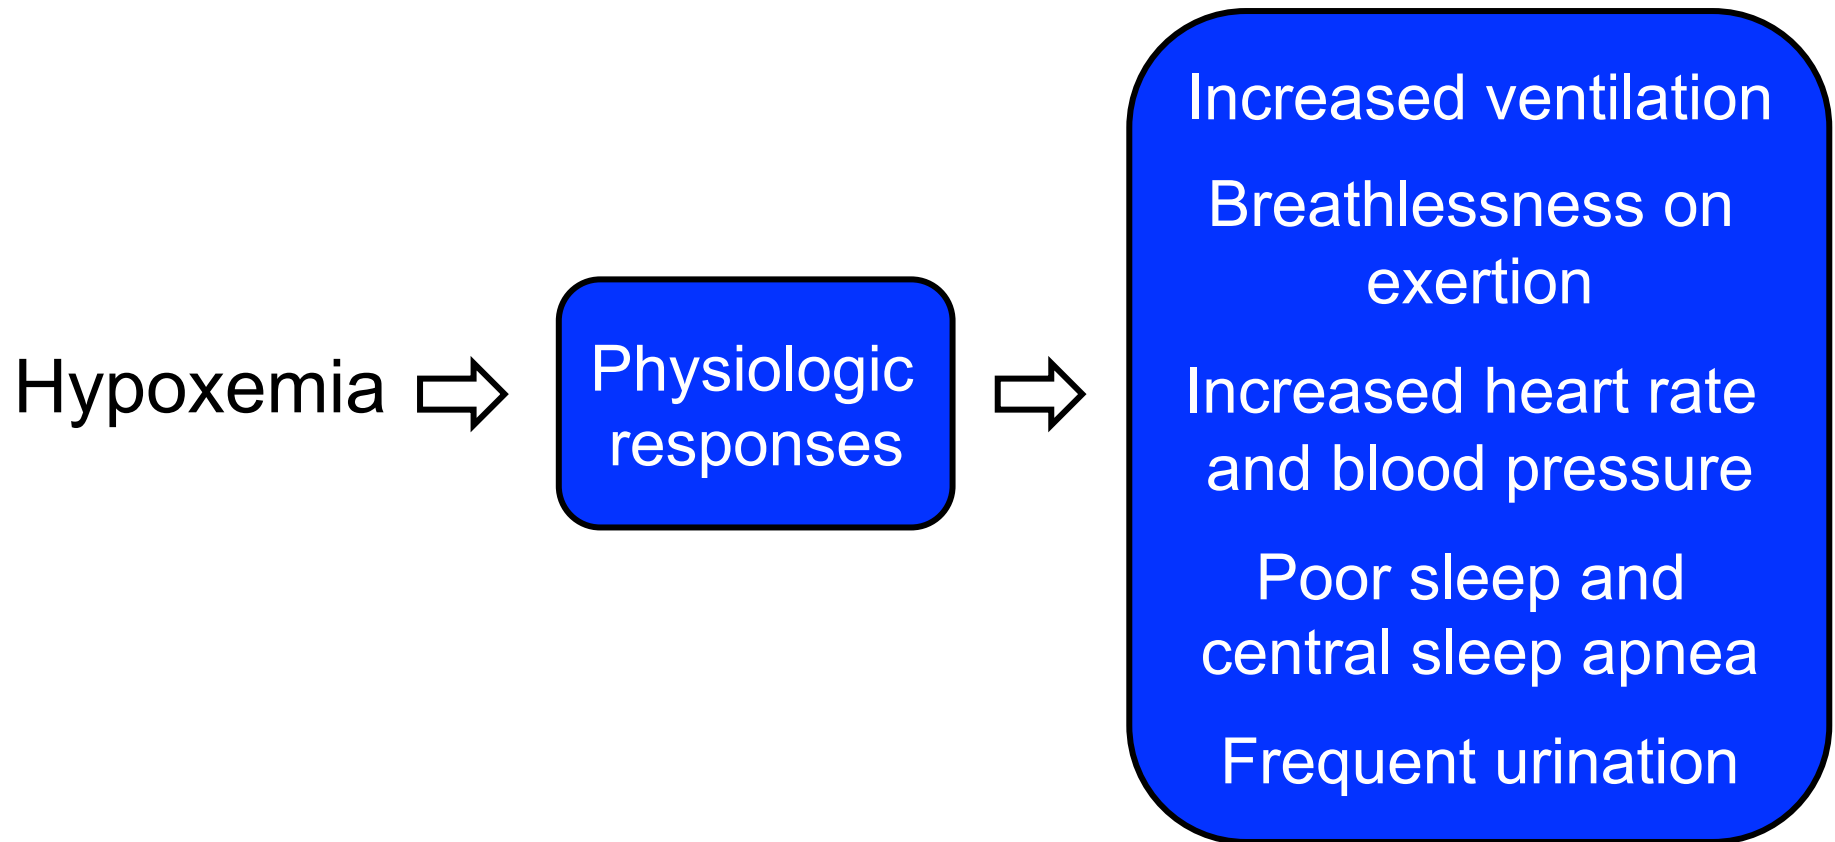 Hypoxemia
Physiologic
responses
Increased ventilation
Breathlessness on
exertion
Increased heart rate
and blood pressure
Poor sleep and
central sleep apnea
Frequent urination